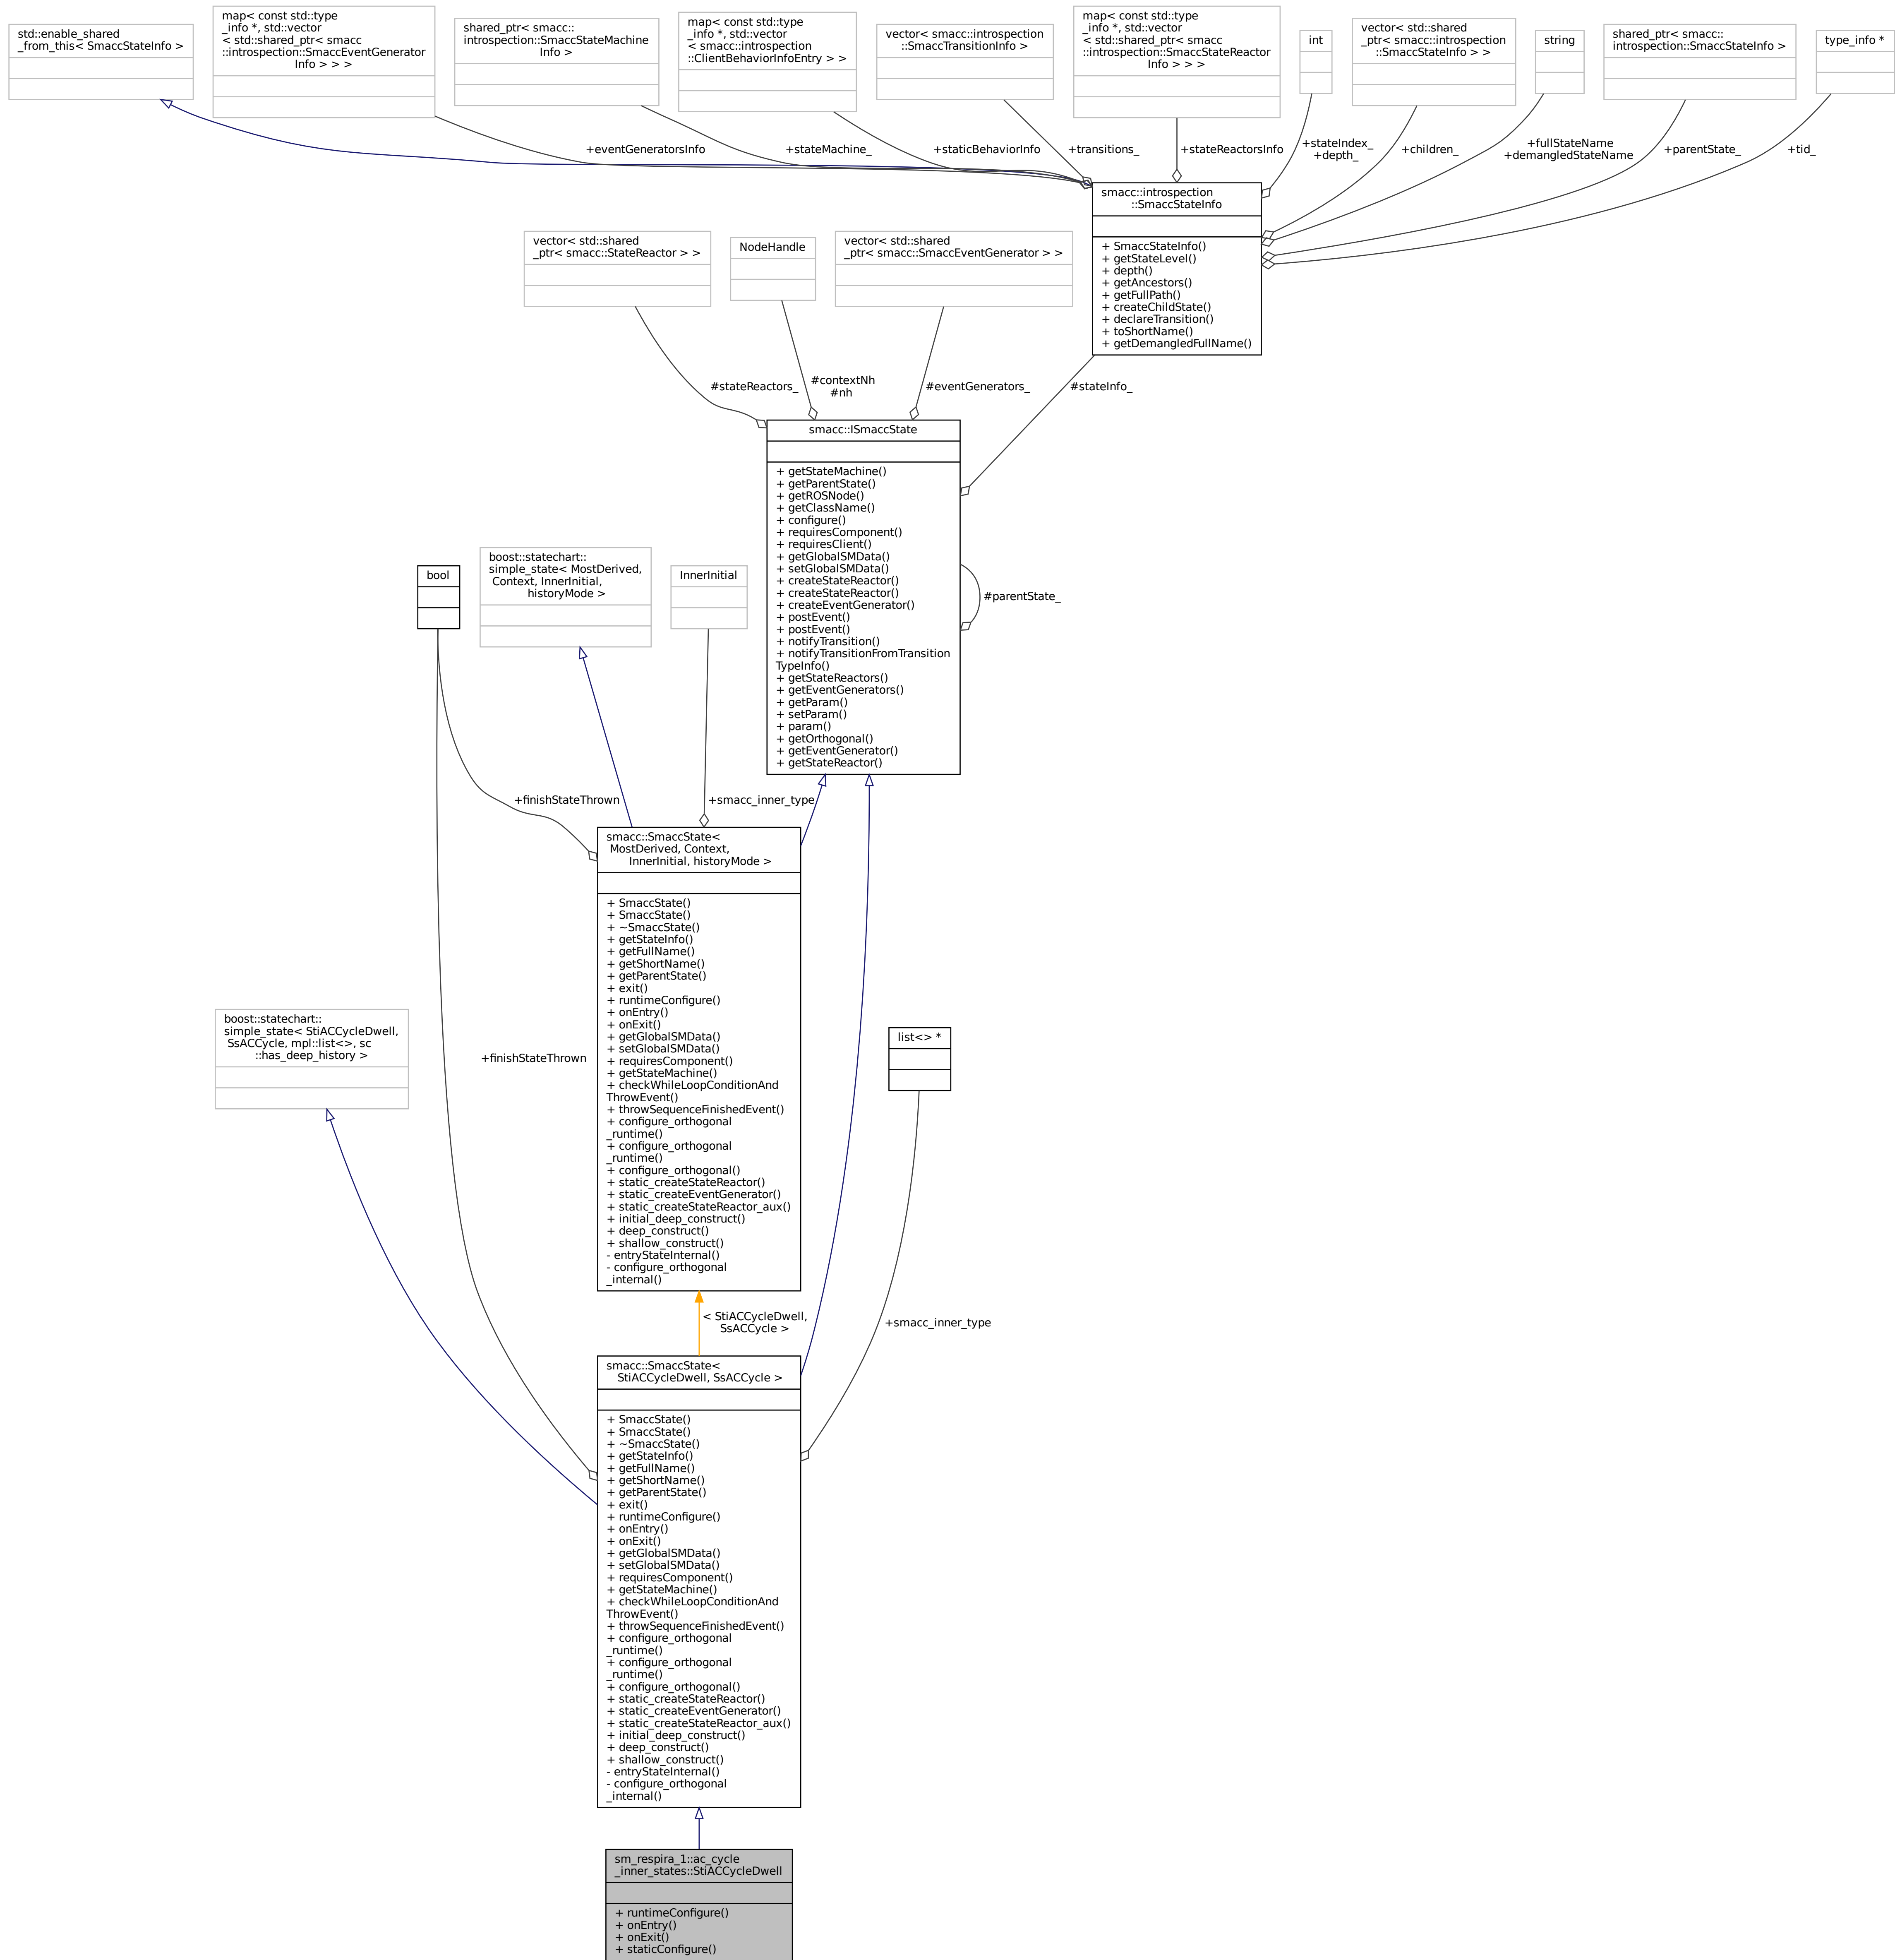 std::enable_shared
_from_this< SmaccStateInfo >
map< const std::type
_info *, std::vector
< std::shared_ptr< smacc
::introspection::SmaccEventGenerator
Info > > >
shared_ptr< smacc::
introspection::SmaccStateMachine
Info >
map< const std::type
_info *, std::vector
< smacc::introspection
::ClientBehaviorInfoEntry > >
vector< smacc::introspection
::SmaccTransitionInfo >
map< const std::type
_info *, std::vector
< std::shared_ptr< smacc
::introspection::SmaccStateReactor
Info > > >
int
vector< std::shared
_ptr< smacc::introspection
::SmaccStateInfo > >
string
shared_ptr< smacc::
introspection::SmaccStateInfo >
type_info *
+eventGeneratorsInfo
+stateMachine_
+staticBehaviorInfo
+transitions_
+stateReactorsInfo
+stateIndex_
+depth_
+children_
+fullStateName
+demangledStateName
+parentState_
+tid_
smacc::introspection
::SmaccStateInfo
+ SmaccStateInfo()
+ getStateLevel()
+ depth()
+ getAncestors()
+ getFullPath()
+ createChildState()
+ declareTransition()
+ toShortName()
+ getDemangledFullName()
vector< std::shared
_ptr< smacc::StateReactor > >
NodeHandle
vector< std::shared
_ptr< smacc::SmaccEventGenerator > >
#stateReactors_
#contextNh
#nh
#eventGenerators_
#stateInfo_
smacc::ISmaccState
+ getStateMachine()
+ getParentState()
+ getROSNode()
+ getClassName()
+ configure()
+ requiresComponent()
+ requiresClient()
+ getGlobalSMData()
+ setGlobalSMData()
+ createStateReactor()
+ createStateReactor()
+ createEventGenerator()
+ postEvent()
+ postEvent()
+ notifyTransition()
+ notifyTransitionFromTransition
TypeInfo()
+ getStateReactors()
+ getEventGenerators()
+ getParam()
+ setParam()
+ param()
+ getOrthogonal()
+ getEventGenerator()
+ getStateReactor()
#parentState_
bool
boost::statechart::
simple_state< MostDerived,
Context, InnerInitial,
historyMode >
InnerInitial
+finishStateThrown
+smacc_inner_type
smacc::SmaccState<
MostDerived, Context,
InnerInitial, historyMode >
+ SmaccState()
+ SmaccState()
+ ~SmaccState()
+ getStateInfo()
+ getFullName()
+ getShortName()
+ getParentState()
+ exit()
+ runtimeConfigure()
+ onEntry()
+ onExit()
+ getGlobalSMData()
+ setGlobalSMData()
+ requiresComponent()
+ getStateMachine()
+ checkWhileLoopConditionAnd
ThrowEvent()
+ throwSequenceFinishedEvent()
+ configure_orthogonal
_runtime()
+ configure_orthogonal
_runtime()
+ configure_orthogonal()
+ static_createStateReactor()
+ static_createEventGenerator()
+ static_createStateReactor_aux()
+ initial_deep_construct()
+ deep_construct()
+ shallow_construct()
- entryStateInternal()
- configure_orthogonal
_internal()
boost::statechart::
simple_state< StiACCycleDwell,
SsACCycle, mpl::list<>, sc
::has_deep_history >
+finishStateThrown
list<> *
< StiACCycleDwell,
SsACCycle >
+smacc_inner_type
smacc::SmaccState<
StiACCycleDwell, SsACCycle >
+ SmaccState()
+ SmaccState()
+ ~SmaccState()
+ getStateInfo()
+ getFullName()
+ getShortName()
+ getParentState()
+ exit()
+ runtimeConfigure()
+ onEntry()
+ onExit()
+ getGlobalSMData()
+ setGlobalSMData()
+ requiresComponent()
+ getStateMachine()
+ checkWhileLoopConditionAnd
ThrowEvent()
+ throwSequenceFinishedEvent()
+ configure_orthogonal
_runtime()
+ configure_orthogonal
_runtime()
+ configure_orthogonal()
+ static_createStateReactor()
+ static_createEventGenerator()
+ static_createStateReactor_aux()
+ initial_deep_construct()
+ deep_construct()
+ shallow_construct()
- entryStateInternal()
- configure_orthogonal
_internal()
sm_respira_1::ac_cycle
_inner_states::StiACCycleDwell
+ runtimeConfigure()
+ onEntry()
+ onExit()
+ staticConfigure()